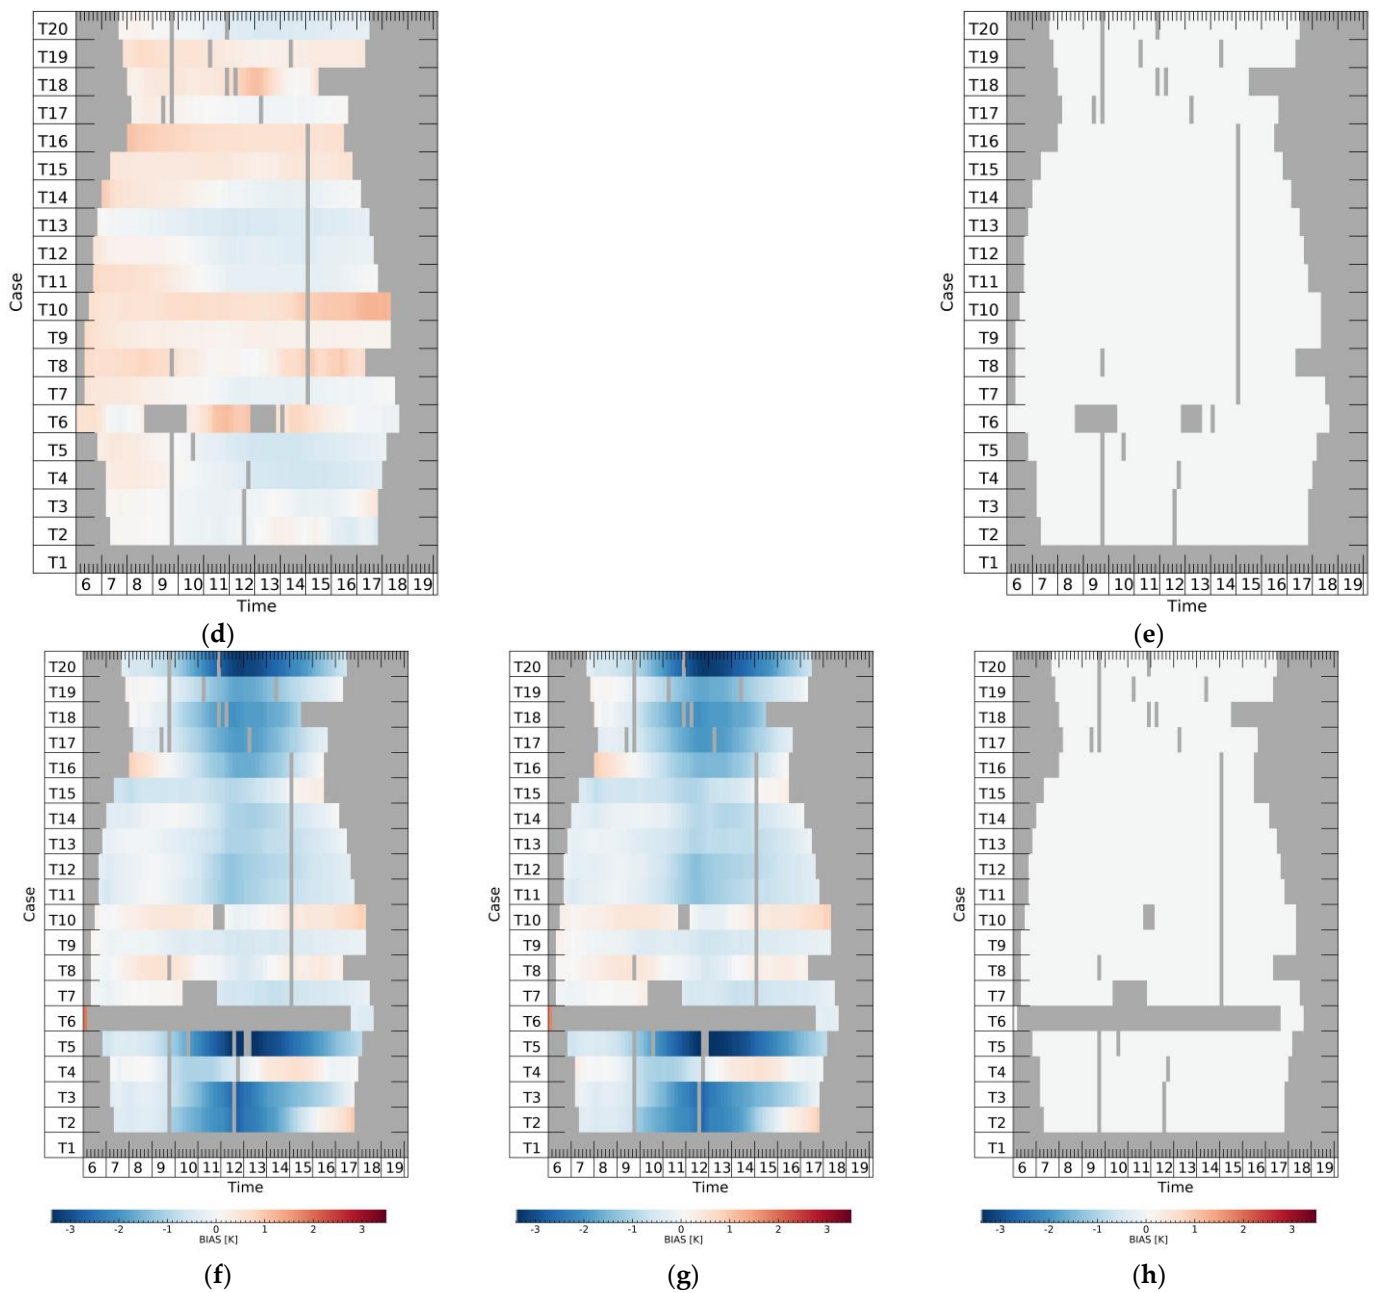 T20
T19
T18
T17
T16
T15
T14
T13
T12
T11
T10
T9
T8
T7
T6
T5
T4
T3
T2
T1
Case
6 7 8 9 10 11 12 13 14 15 16 17 18 19
Time
(d)
T20
T19
T18
T17
T16
T15
T14
T13
T12
T11
T10
T9
T8
T7
T6
T5
T4
T3
T2
T1
Case
6 7 8 9 10 11 12 13 14 15 16 17 18 19
Time
(e)
T20
T19
T18
T17
T16
T15
T14
T13
T12
T11
T10
T9
T8
T7
T6
T5
T4
T3
T2
T1
Case
6 7 8 9 10 11 12 13 14 15 16 17 18 19
Time
-3 -2 -1 0 1 2 3
BIAS [K]
(f)
T20
T19
T18
T17
T16
T15
T14
T13
T12
T11
T10
T9
T8
T7
T6
T5
T4
T3
T2
T1
Case
6 7 8 9 10 11 12 13 14 15 16 17 18 19
Time
-3 -2 -1 0 1 2 3
BIAS [K]
(g)
T20
T19
T18
T17
T16
T15
T14
T13
T12
T11
T10
T9
T8
T7
T6
T5
T4
T3
T2
T1
Case
6 7 8 9 10 11 12 13 14 15 16 17 18 19
Time
-3 -2 -1 0 1 2 3
BIAS [K]
(h)